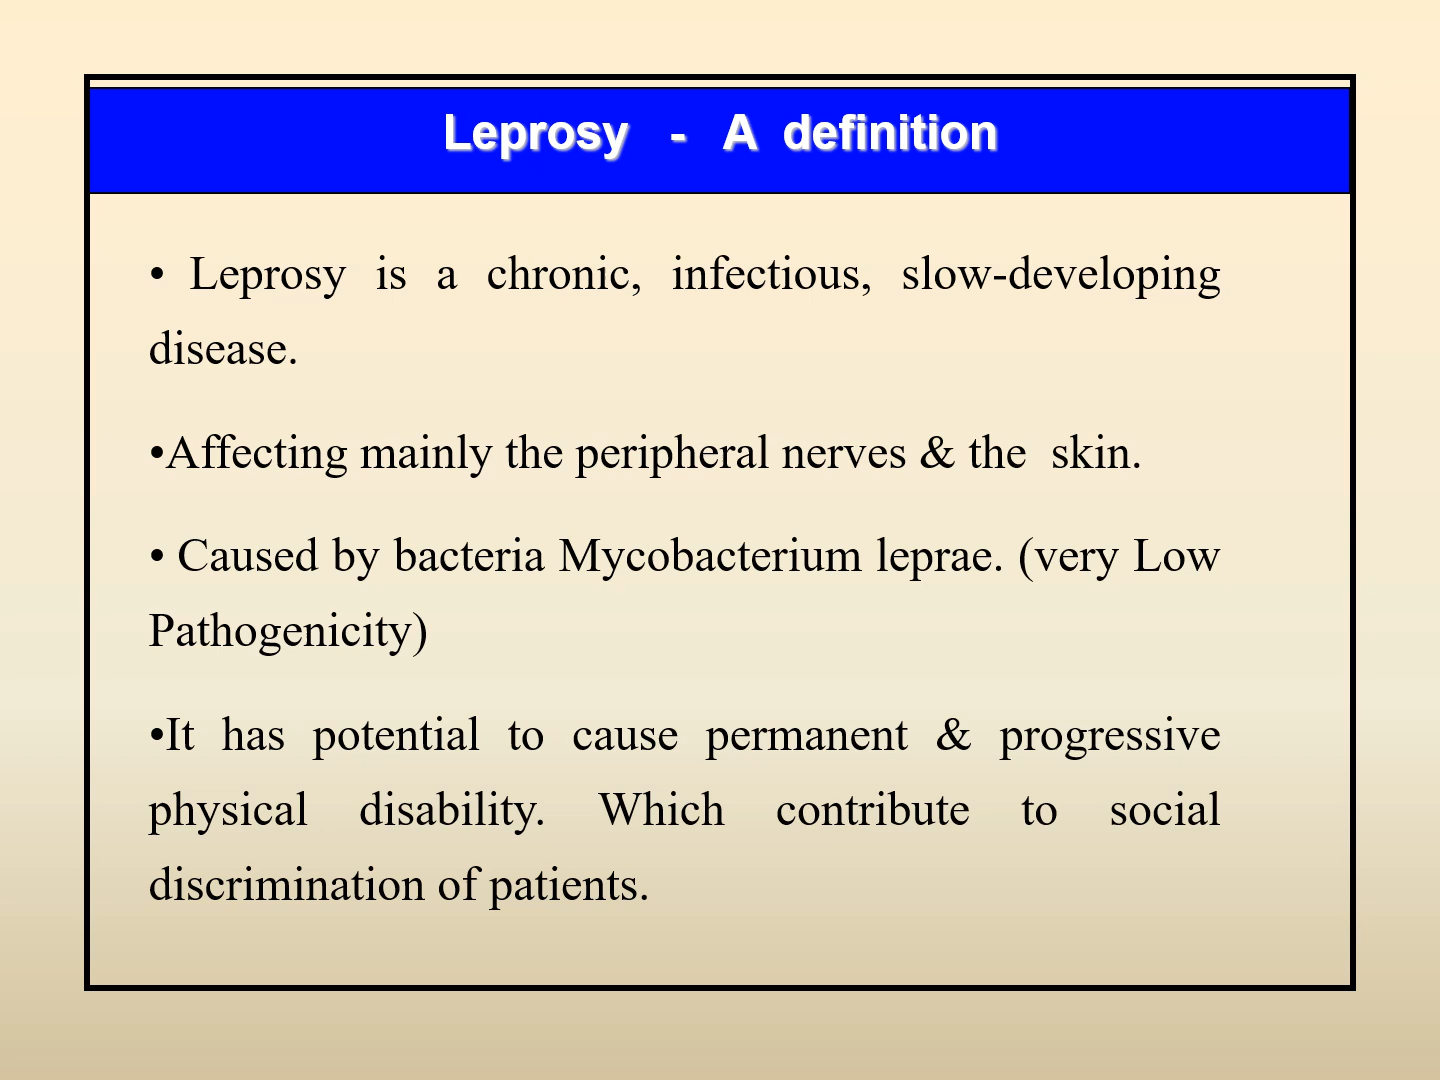 Leprosy - A definition
• Leprosy is a chronic, infectious, slow-developing
disease.
•Affecting mainly the peripheral nerves & the skin.
• Caused by bacteria Mycobacterium leprae. (very Low
Pathogenicity)
•It has potential to cause permanent & progressive
physical disability. Which contribute to social
discrimination of patients.